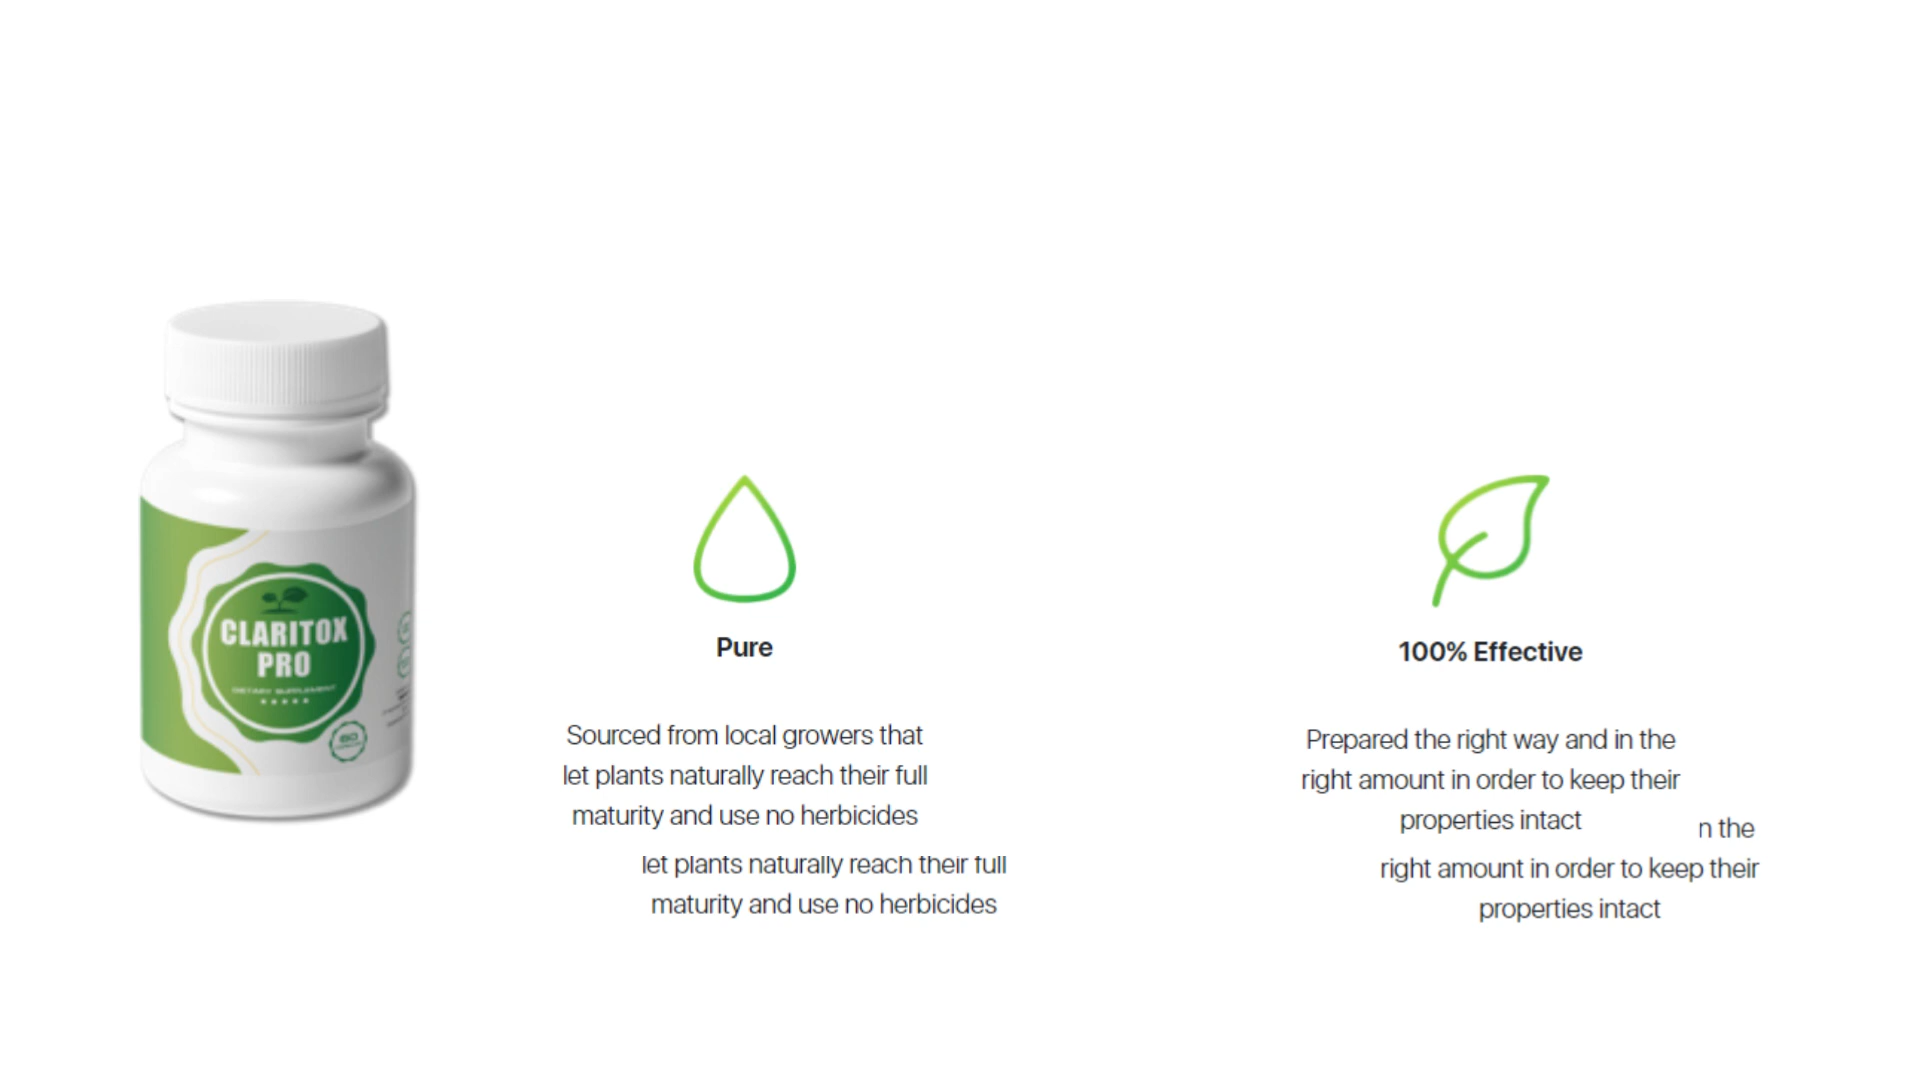 CLARITOX
PRO
DIETARY SUPPLEMENT
60
Pure
Sourced from local growers that
let plants naturally reach their full
maturity and use no herbicides
let plants naturally reach their full
maturity and use no herbicides
100% Effective
Prepared the right way and in the
right amount in order to keep their
properties intact
n the
right amount in order to keep their
properties intact